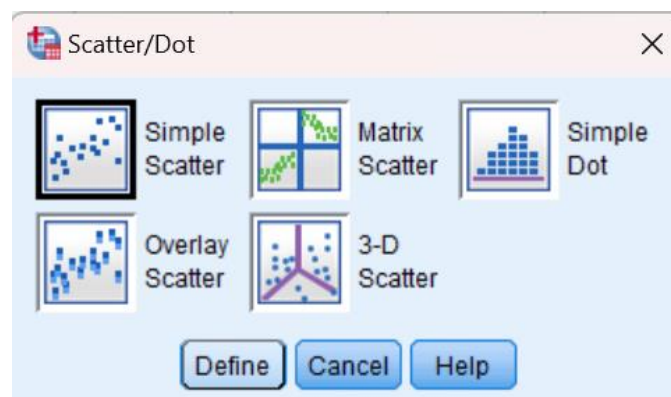 Scatter/Dot
Simple
Scatter
Matrix
Scatter
Simple
Dot
Overlay
Scatter
3-D
Scatter
Define
Cancel
Help